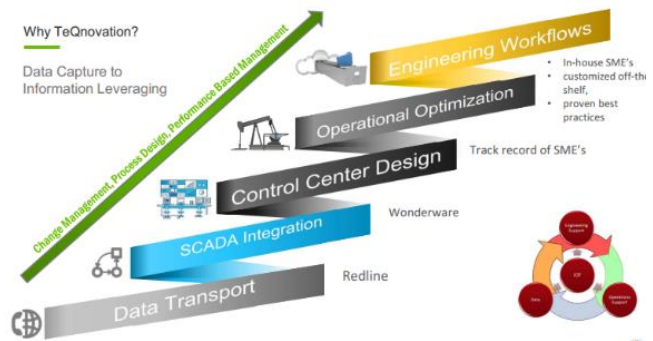 Why TeQnovation?
Data Capture to
Information Leveraging
Change Management, Process Design, Performance Based Management
Engineering Workflows
• In-house SME's
• customized off-the
shelf,
• proven best
practices
Operational Optimization
Track record of SME's
Control Center Design
Wonderware
SCADA Integration
Redline
Data Transport
Engineering
Support
Data
Operations
Support